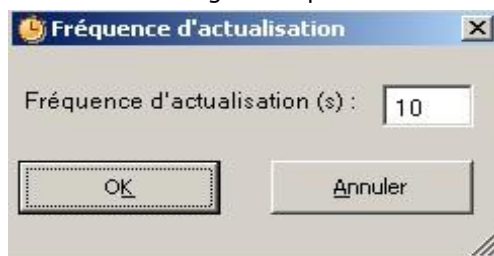 Fréquence d'actualisation
Fréquence d'actualisation (s) : 10
OK Annuler